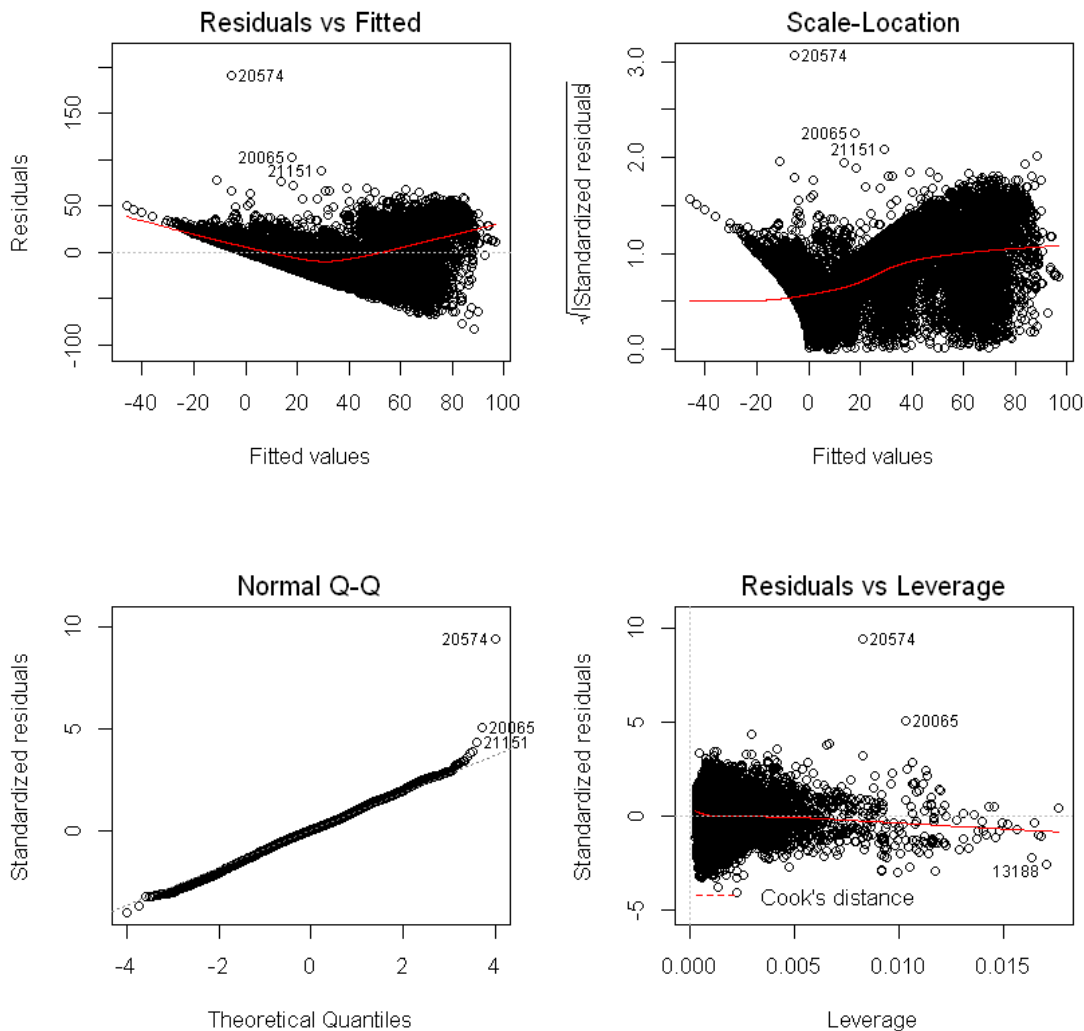 Residuals vs Fitted
Residuals
150
50
0
-100
20574
20065
21151
-40 -20 0 20 40 60 80 100
Fitted values
Scale-Location
√|Standardized residuals|
3.0
2.0
1.0
0.0
20574
20065
21151
-40 -20 0 20 40 60 80 100
Fitted values
Normal Q-Q
Standardized residuals
10
5
0
20574
20065
21151
-4 -2 0 2 4
Theoretical Quantiles
Residuals vs Leverage
Standardized residuals
10
5
0
-5
20574
20065
13188
Cook's distance
0.000 0.005 0.010 0.015
Leverage